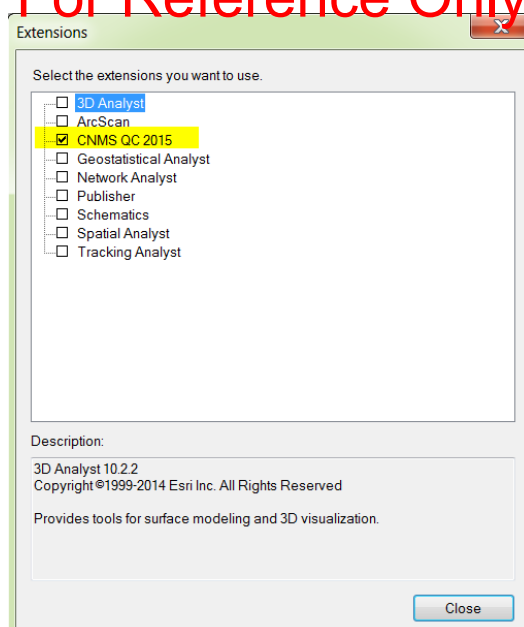 For Reference Only
Extensions
X
Select the extensions you want to use.
3D Analyst
ArcScan
CNMS QC 2015
Geostatistical Analyst
Network Analyst
Publisher
Schematics
Spatial Analyst
Tracking Analyst
Description:
3D Analyst 10.2.2
Copyright ©1999-2014 Esri Inc. All Rights Reserved
Provides tools for surface modeling and 3D visualization.
Close